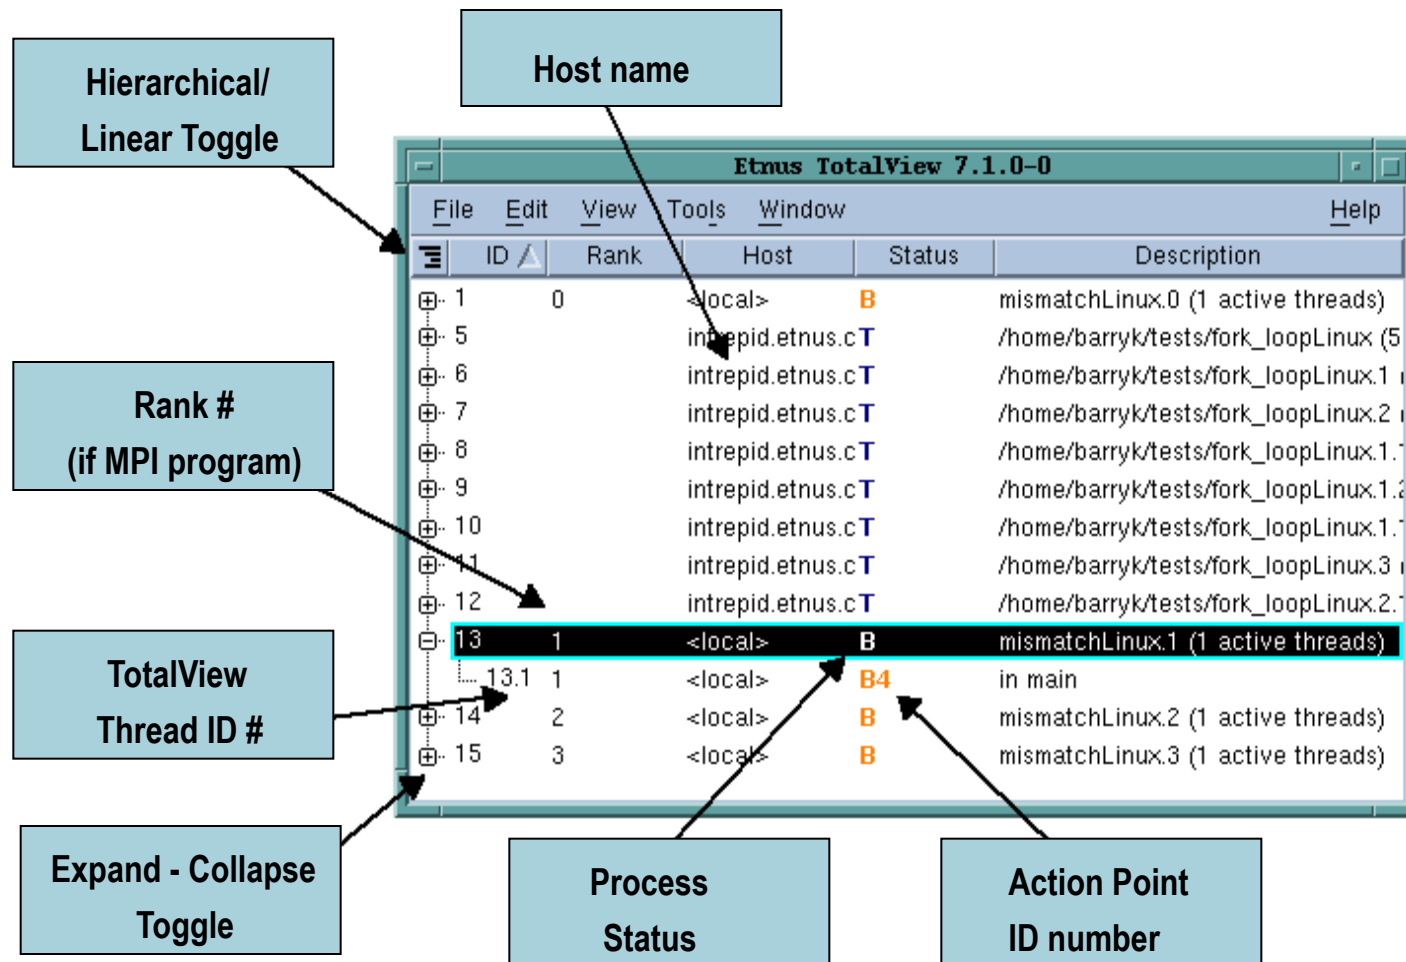 Host name
Hierarchical/
Linear Toggle
Etnus TotalView 7.1.0-0
File Edit View Tools Window Help
ID Rank Host Status Description
1 0 <local> B mismatchLinux.0 (1 active threads)
5 intrepid.etnus.c T /home/barryk/tests/fork_loopLinux (5
6 intrepid.etnus.c T /home/barryk/tests/fork_loopLinux.1
7 intrepid.etnus.c T /home/barryk/tests/fork_loopLinux.2
8 intrepid.etnus.c T /home/barryk/tests/fork_loopLinux.1.
9 intrepid.etnus.c T /home/barryk/tests/fork_loopLinux.1.2
10 intrepid.etnus.c T /home/barryk/tests/fork_loopLinux.1.
11 intrepid.etnus.c T /home/barryk/tests/fork_loopLinux.3
12 intrepid.etnus.c T /home/barryk/tests/fork_loopLinux.2.
13 1 <local> B mismatchLinux.1 (1 active threads)
13.1 1 <local> B4 in main
14 2 <local> B mismatchLinux.2 (1 active threads)
15 3 <local> B mismatchLinux.3 (1 active threads)
Rank #
(if MPI program)
TotalView
Thread ID #
Expand - Collapse
Toggle
Process
Status
Action Point
ID number